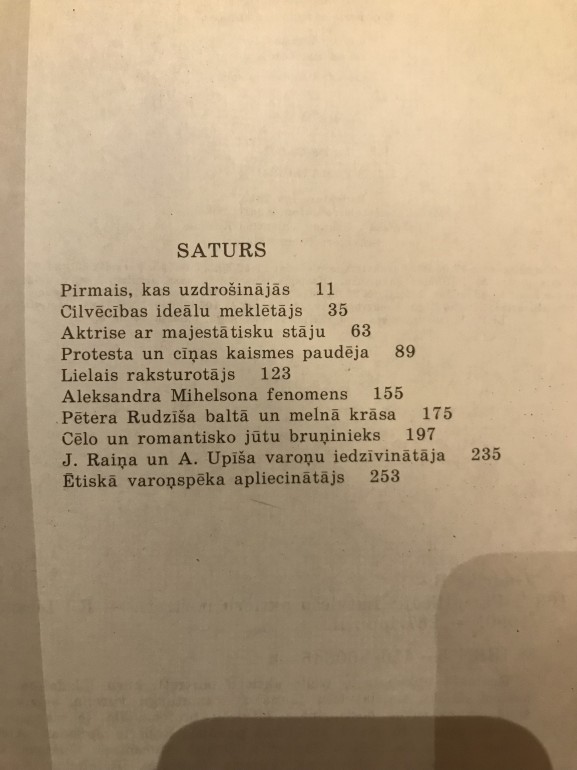 SATURS
Pirmais, kas uzdrošinājās 11
Cilvēcības ideālu meklētājs 35
Aktrise ar majestātisku stāju 63
Protesta un cīņas kaismes paudēja 89
Lielais raksturotājs 123
Aleksandra Mihelsona fenomens 155
Pētera Rudzīša baltā un melnā krāsa 175
Cēlo un romantisko jūtu bruņinieks 197
J. Raiņa un A. Upīša varoņu iedzīvinātāja 235
Ētiskā varoņspēka apliecinātājs 253